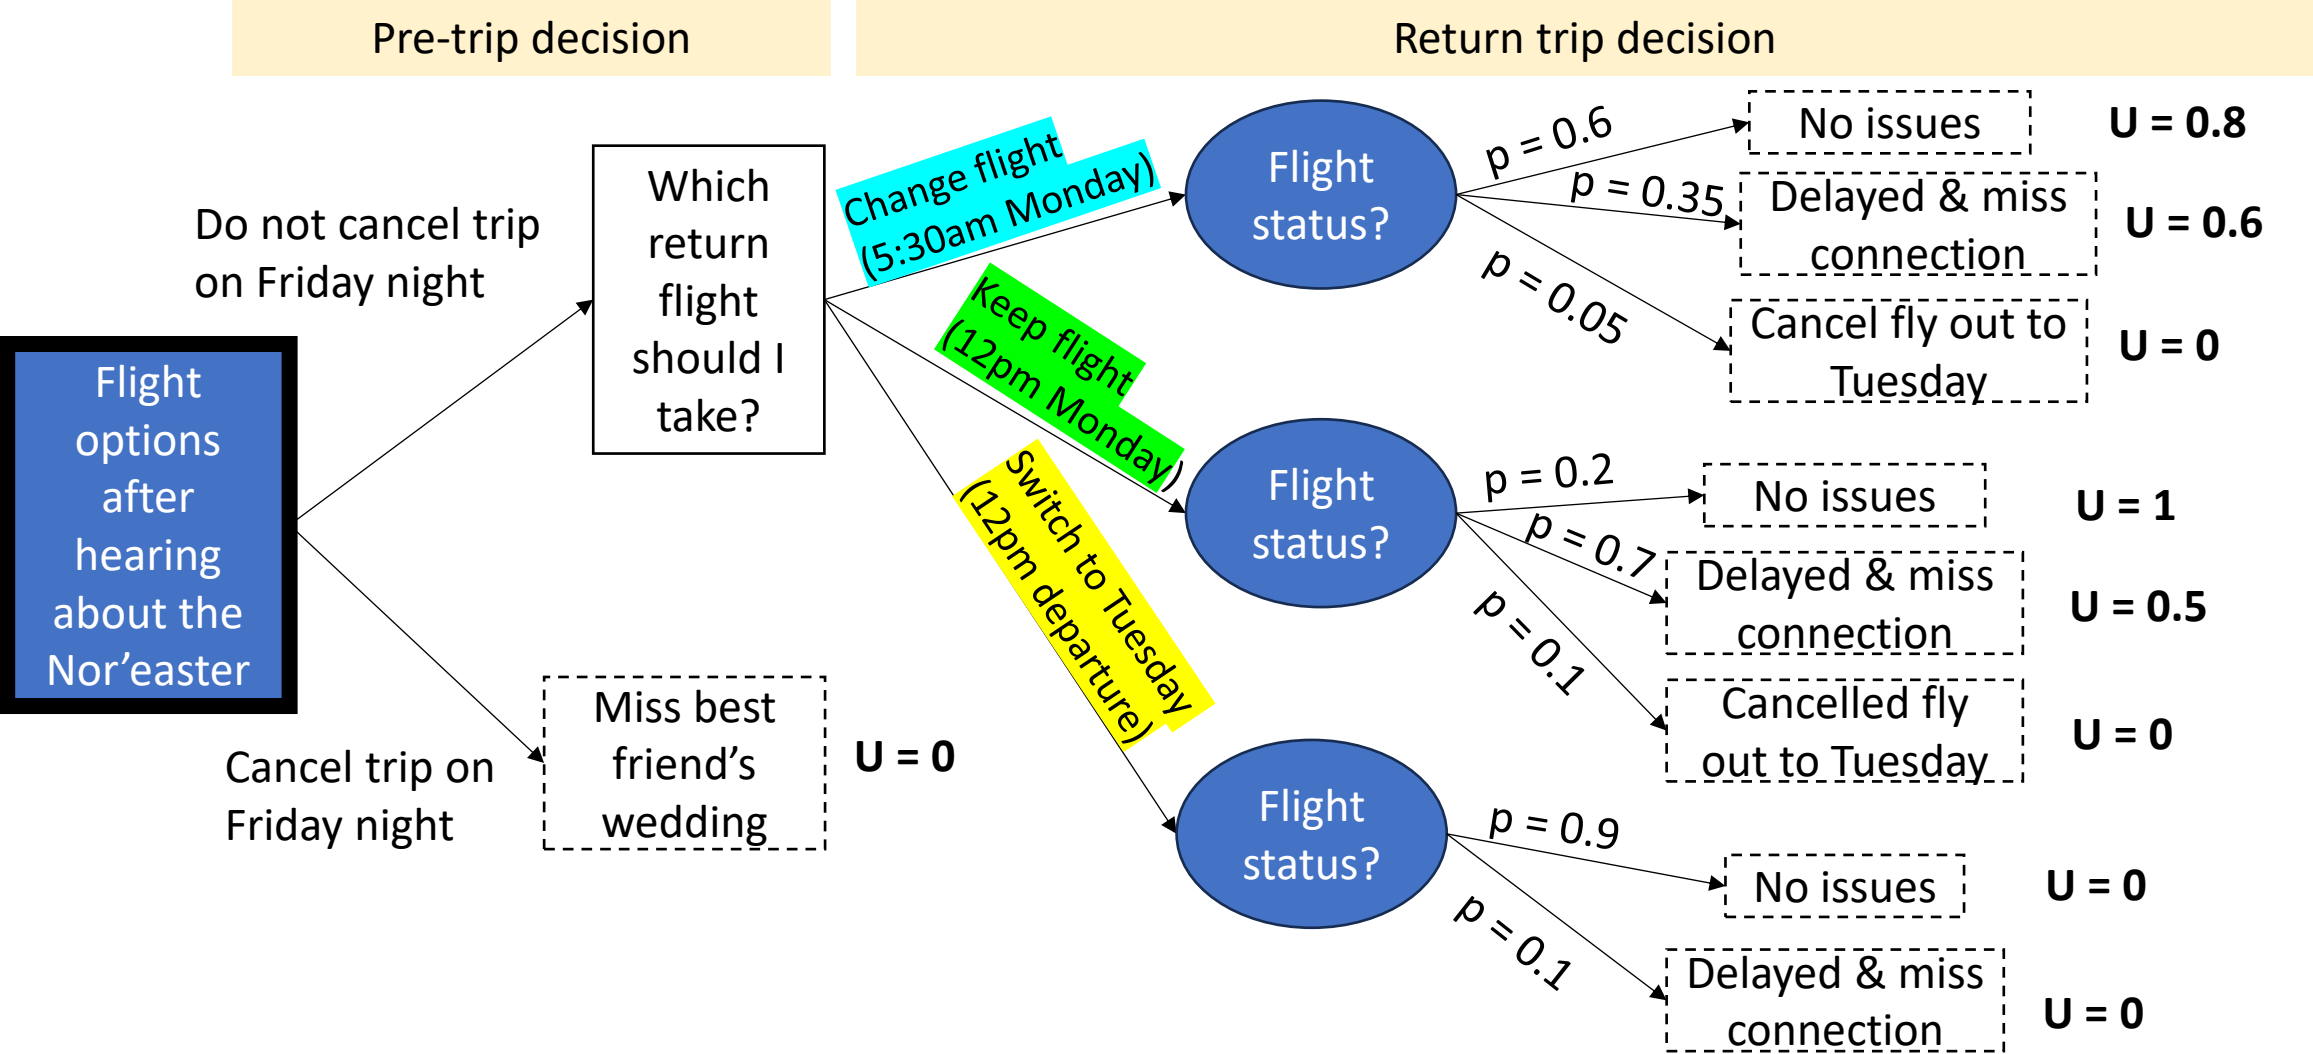 Pre-trip decision
Return trip decision
Flight
options
after
hearing
about the
Nor’easter
Do not cancel trip
on Friday night
Cancel trip on
Friday night
Which
return
flight
should I
take?
Miss best
friend’s
wedding
U = 0
Change flight
(5:30am Monday)
Keep flight
(12pm Monday)
Switch to Tuesday
(12pm departure)
Flight
status?
p = 0.6
No issues
U = 0.8
p = 0.35
Delayed & miss
connection
U = 0.6
p = 0.05
Cancel fly out to
Tuesday
U = 0
Flight
status?
p = 0.2
No issues
U = 1
p = 0.7
Delayed & miss
connection
U = 0.5
p = 0.1
Cancelled fly
out to Tuesday
U = 0
Flight
status?
p = 0.9
No issues
U = 0
p = 0.1
Delayed & miss
connection
U = 0